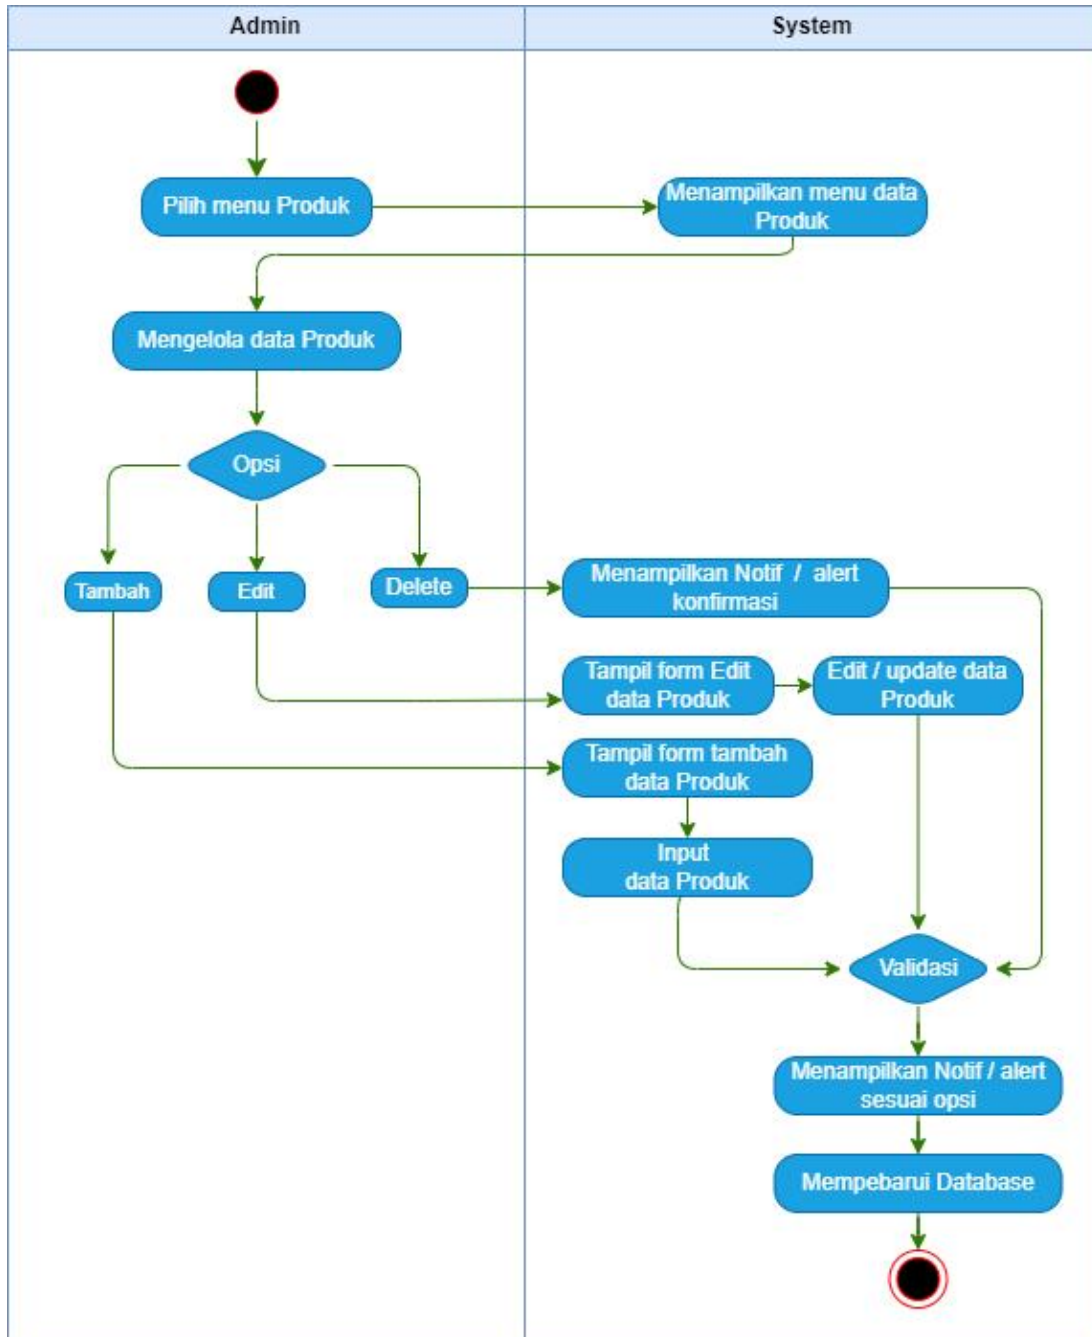 Admin
System
Pilih menu Produk
Menampilkan menu data
Produk
Mengelola data Produk
Opsi
Tambah
Edit
Delete
Menampilkan Notif / alert
konfirmasi
Tampil form Edit
data Produk
Edit / update data
Produk
Tampil form tambah
data Produk
Input
data Produk
Validasi
Menampilkan Notif / alert
sesuai opsi
Mempebarui Database